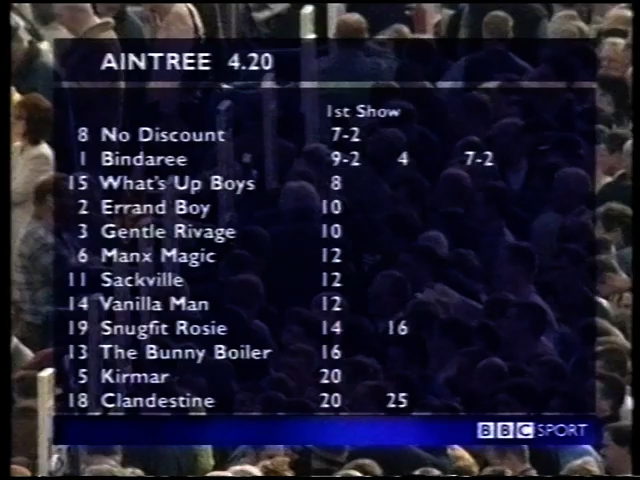 AINTREE 4.20
1st Show
8 No Discount 7-2
1 Bindaree 9-2 4 7-2
15 What's Up Boys 8
2 Errand Boy 10
3 Gentle Rivage 10
6 Manx Magic 12
11 Sackville 12
14 Vanilla Man 12
19 Snugfit Rosie 14 16
13 The Bunny Boiler 16
5 Kirmar 20
18 Clandestine 20 25
BBC SPORT